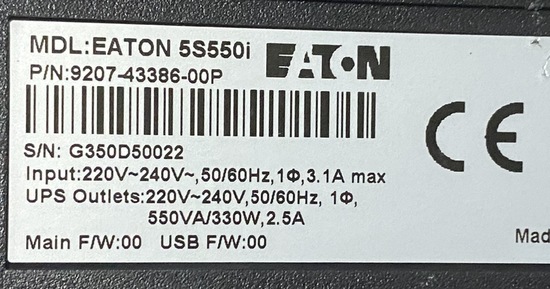 MDL:EATON 5S550i EATON
P/N:9207-43386-00P
S/N: G350D50022
Input:220V~240V~,50/60Hz,1Φ,3.1A max
UPS Outlets:220V~240V,50/60Hz, 1Φ,
550VA/330W,2.5A
Main F/W:00 USB F/W:00
CE
Mad